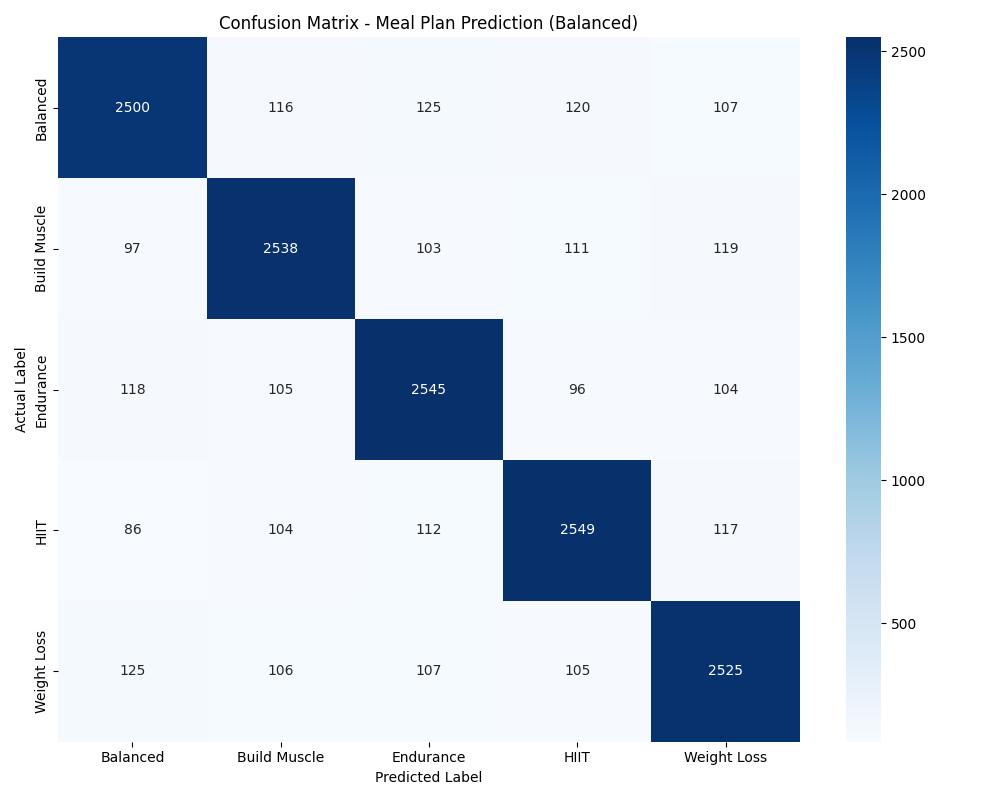 Confusion Matrix - Meal Plan Prediction (Balanced)
Actual Label
Balanced 2500 116 125 120 107
Build Muscle 97 2538 103 111 119
Endurance 118 105 2545 96 104
HIIT 86 104 112 2549 117
Weight Loss 125 106 107 105 2525
Balanced Build Muscle Endurance HIIT Weight Loss
Predicted Label
2500
2000
1500
1000
500